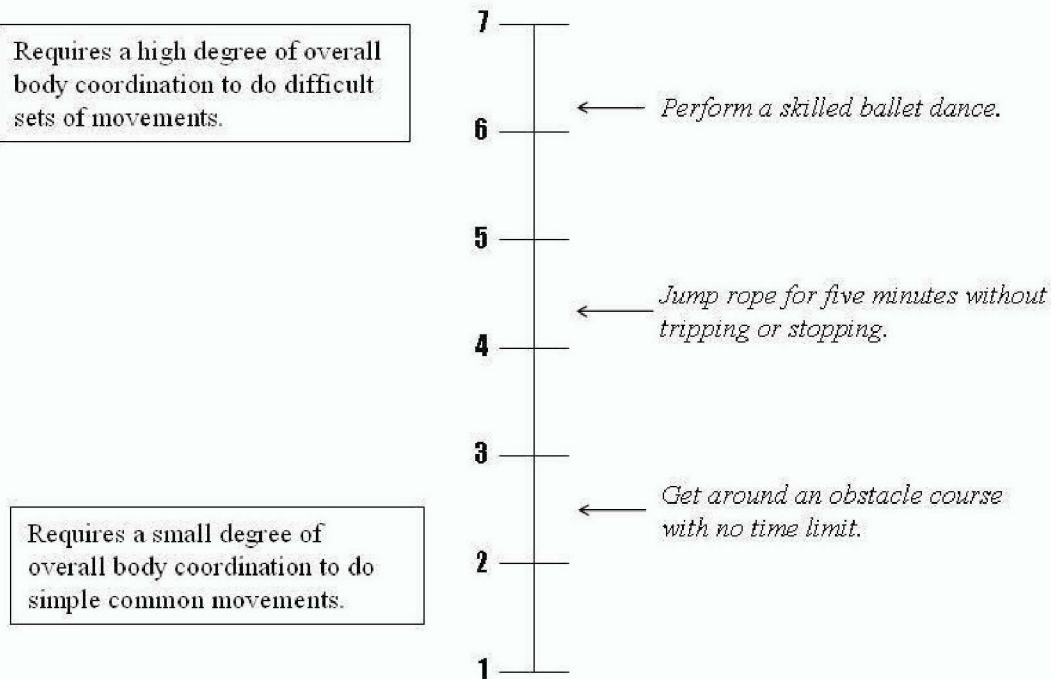 7
Requires a high degree of overall
body coordination to do difficult
sets of movements.
Perform a skilled ballet dance.
6
5
Jump rope for five minutes without
tripping or stopping.
4
3
Get around an obstacle course
with no time limit.
Requires a small degree of
overall body coordination to do
simple common movements.
2
1